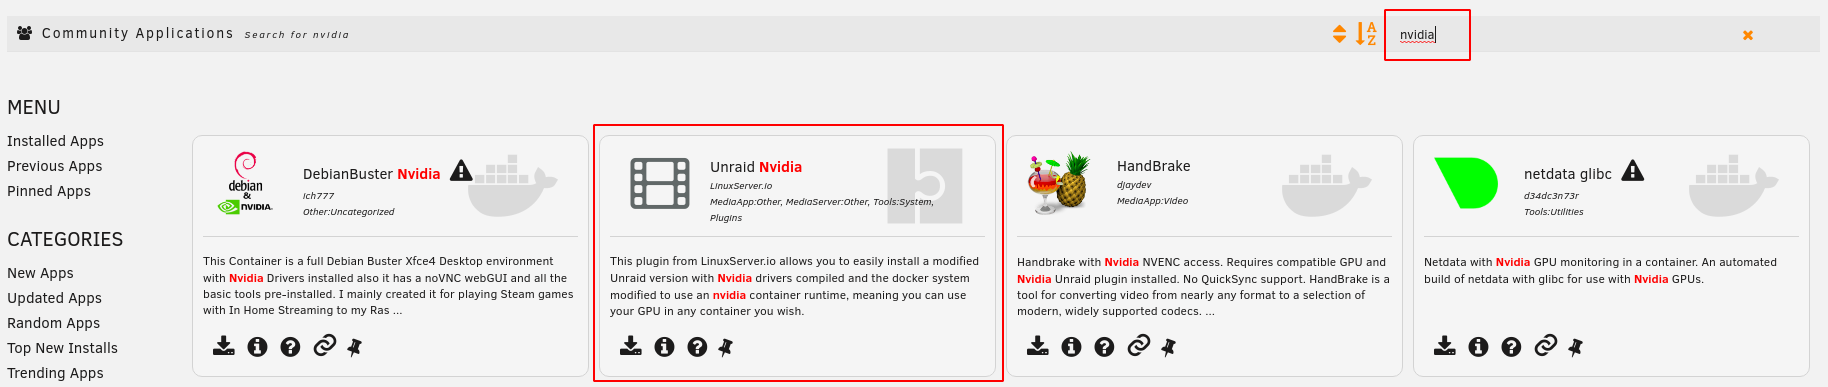 Community Applications Search for nvidia
A
Z
nvidia
MENU
Installed Apps
Previous Apps
Pinned Apps
CATEGORIES
New Apps
Updated Apps
Random Apps
Top New Installs
Trending Apps
debian
&
NVIDIA.
DebianBuster Nvidia
ich777
Other:Uncategorized
This Container is a full Debian Buster Xfce4 Desktop environment
with Nvidia Drivers installed also it has a noVNC webGUI and all the
basic tools pre-installed. I mainly created it for playing Steam games
with In Home Streaming to my Ras ...
Unraid Nvidia
LinuxServer.io
MediaApp:Other, MediaServer:Other, Tools:System,
Plugins
This plugin from LinuxServer.io allows you to easily install a modified
Unraid version with Nvidia drivers compiled and the docker system
modified to use an nvidia container runtime, meaning you can use
your GPU in any container you wish.
HandBrake
djaydev
MediaApp:Video
Handbrake with Nvidia NVENC access. Requires compatible GPU and
Nvidia Unraid plugin installed. No QuickSync support. HandBrake is a
tool for converting video from nearly any format to a selection of
modern, widely supported codecs. ...
netdata glibc
d34dc3n73r
Tools:Utilities
Netdata with Nvidia GPU monitoring in a container. An automated
build of netdata with glibc for use with Nvidia GPUs.